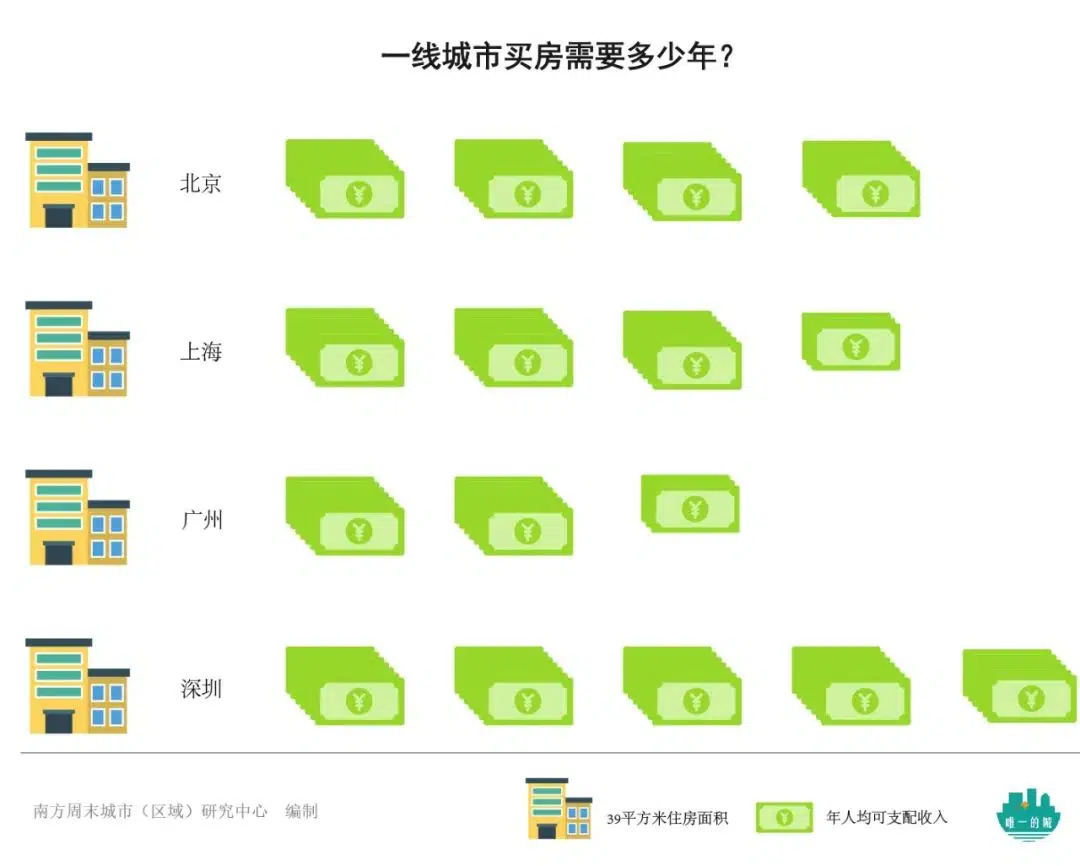 一线城市买房需要多少年？
北京
上海
广州
深圳
南方周末城市（区域）研究中心 编制
39平方米住房面积
年人均可支配收入
唯一的城